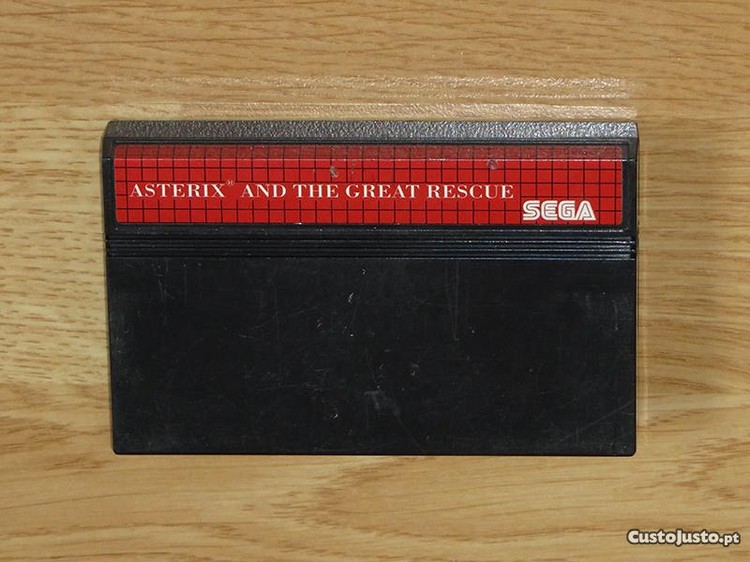 ASTERIX® AND THE GREAT RESCUE
SEGA
CustoJusto.pt